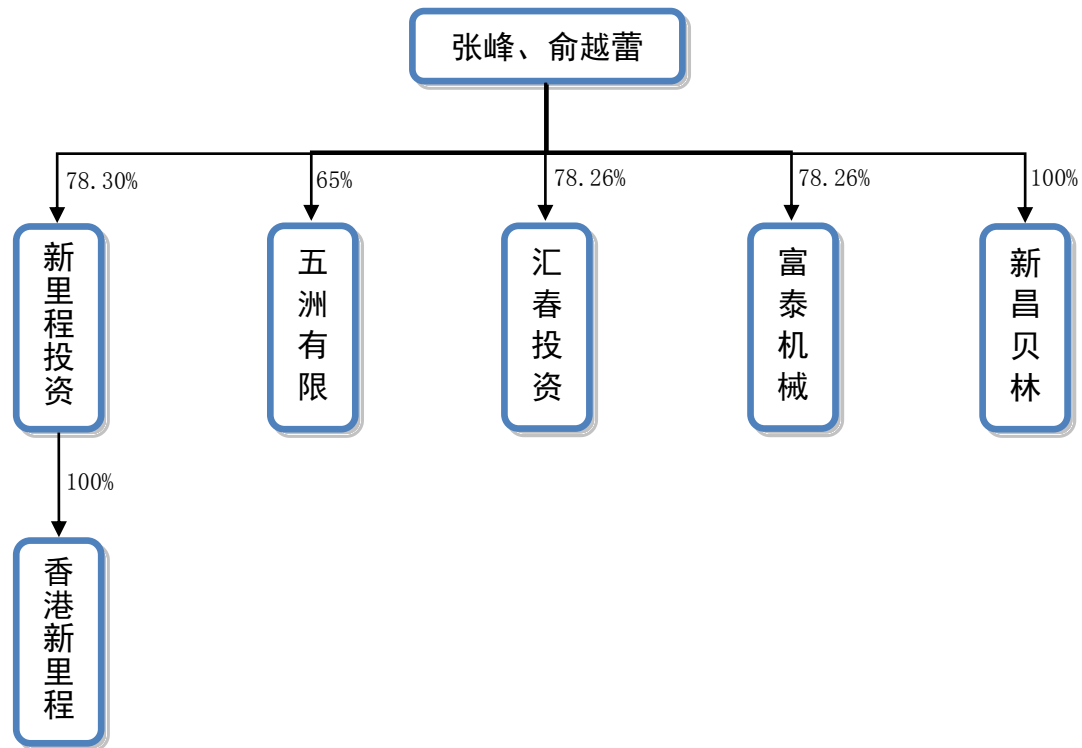 张峰、俞越蕾
78.30%
65%
78.26%
78.26%
100%
新里程投资
五洲有限
汇春投资
富泰机械
新昌贝林
100%
香港新里程